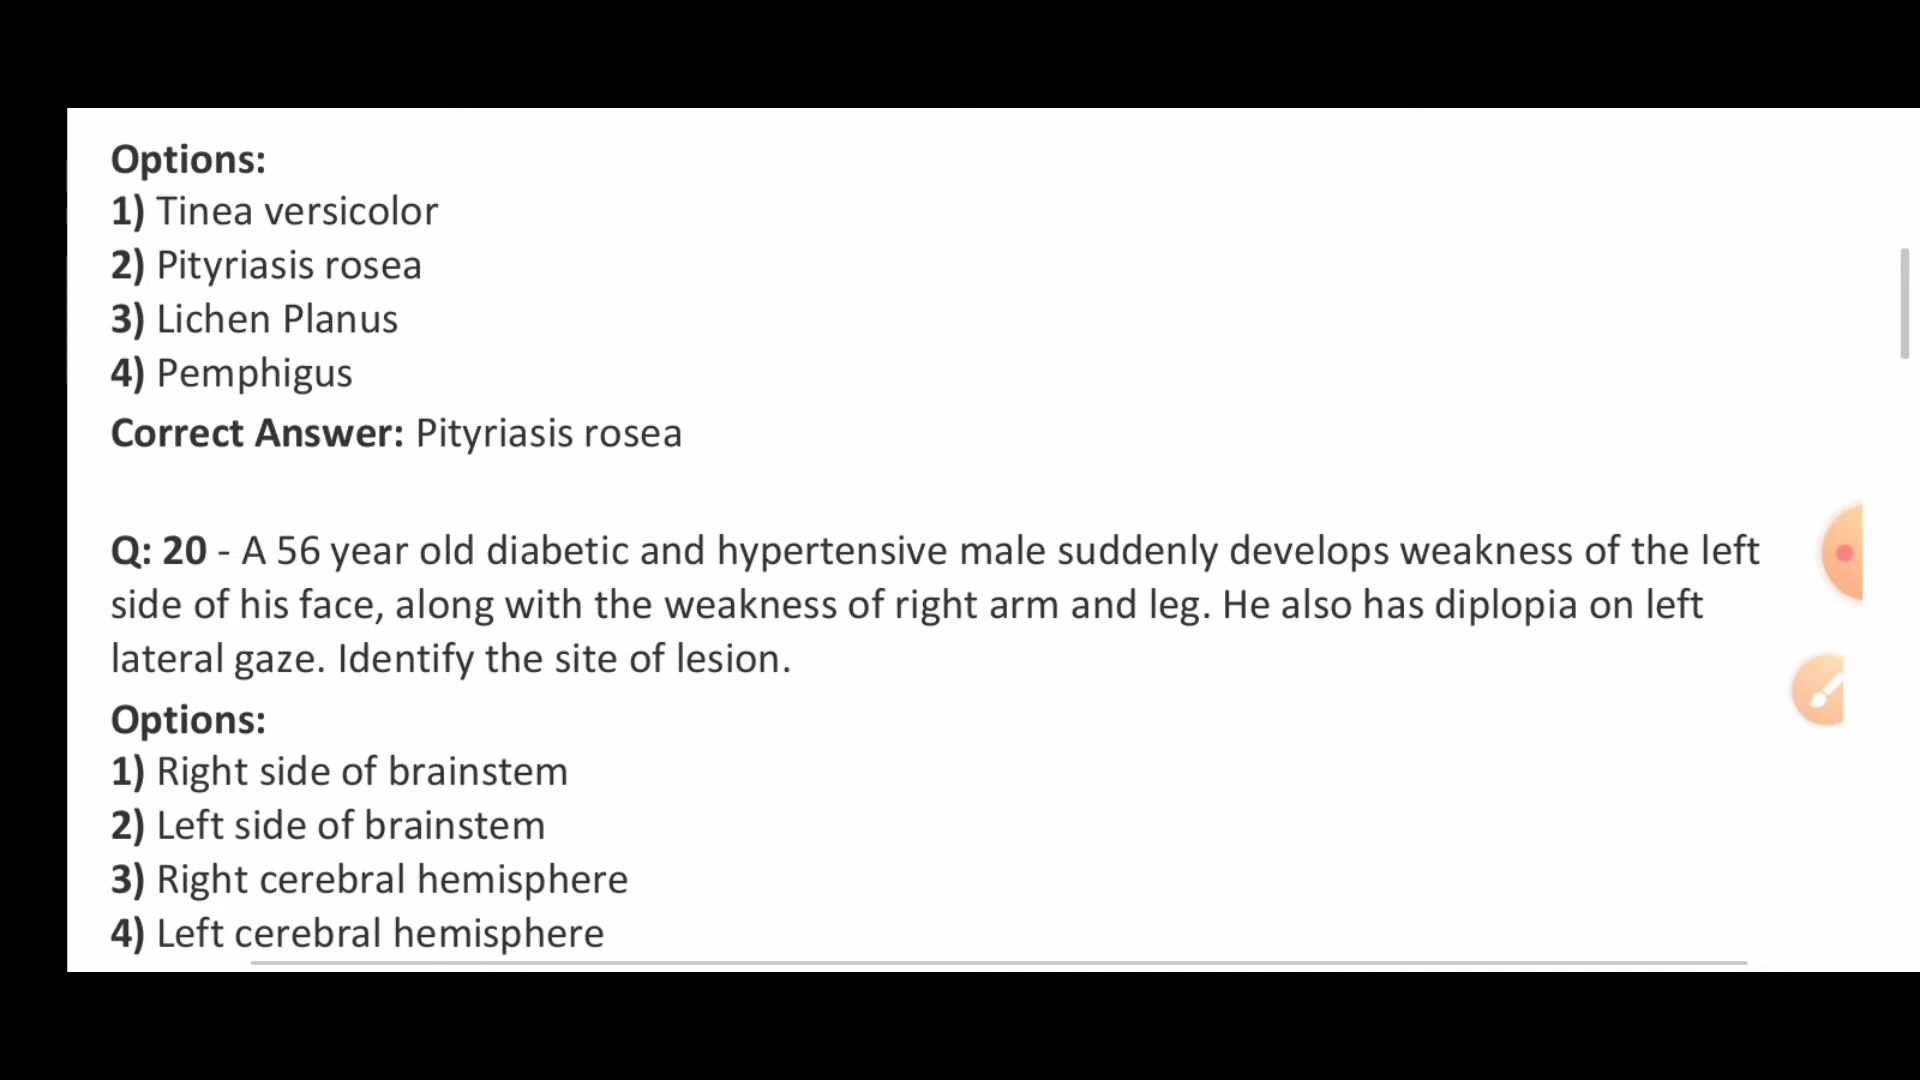 Options:
1) Tinea versicolor
2) Pityriasis rosea
3) Lichen Planus
4) Pemphigus
Correct Answer: Pityriasis rosea
Q: 20 - A 56 year old diabetic and hypertensive male suddenly develops weakness of the left
side of his face, along with the weakness of right arm and leg. He also has diplopia on left
lateral gaze. Identify the site of lesion.
Options:
1) Right side of brainstem
2) Left side of brainstem
3) Right cerebral hemisphere
4) Left cerebral hemisphere